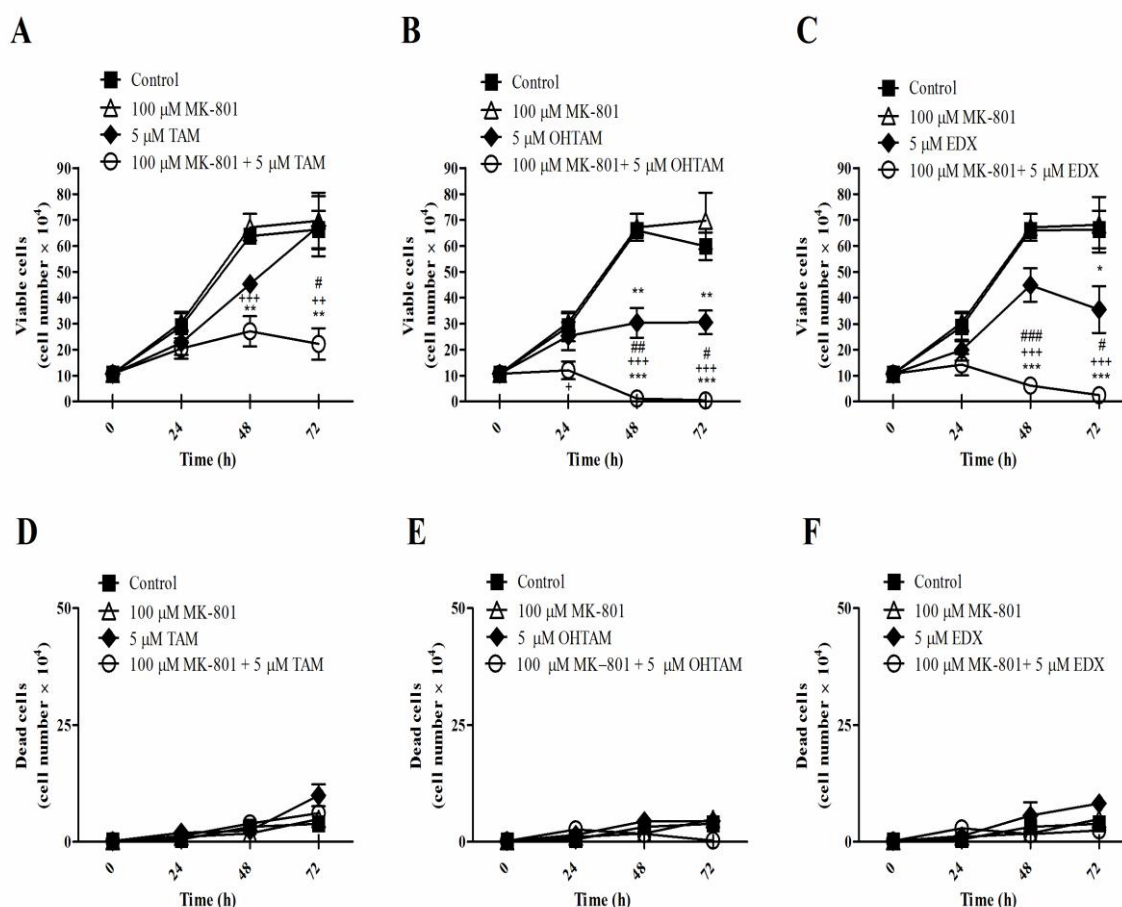 A
Control
100 µM MK-801
5 µM TAM
100 µM MK-801 + 5 µM TAM
Viable cells
(cell number × 10⁴)
90
80
70
60
50
40
30
20
10
0
#
+++
**
++
**
0
24
48
72
Time (h)
B
Control
100 µM MK-801
5 µM OHTAM
100 µM MK-801+ 5 µM OHTAM
Viable cells
(cell number × 10⁴)
90
80
70
60
50
40
30
20
10
0
**
**
##
+++
***
#
+++
***
+
0
24
48
72
Time (h)
C
Control
100 µM MK-801
5 µM EDX
100 µM MK-801+ 5 µM EDX
Viable cells
(cell number × 10⁴)
90
80
70
60
50
40
30
20
10
0
*
###
+++
***
#
+++
***
0
24
48
72
Time (h)
D
Control
100 µM MK-801
5 µM TAM
100 µM MK-801 + 5 µM TAM
Dead cells
(cell number × 10⁴)
50
25
0
0
24
48
72
Time (h)
E
Control
100 µM MK-801
5 µM OHTAM
100 µM MK–801 + 5 µM OHTAM
Dead cells
(cell number × 10⁴)
50
25
0
0
24
48
72
Time (h)
F
Control
100 µM MK-801
5 µM EDX
100 µM MK-801+ 5 µM EDX
Dead cells
(cell number × 10⁴)
50
25
0
0
24
48
72
Time (h)